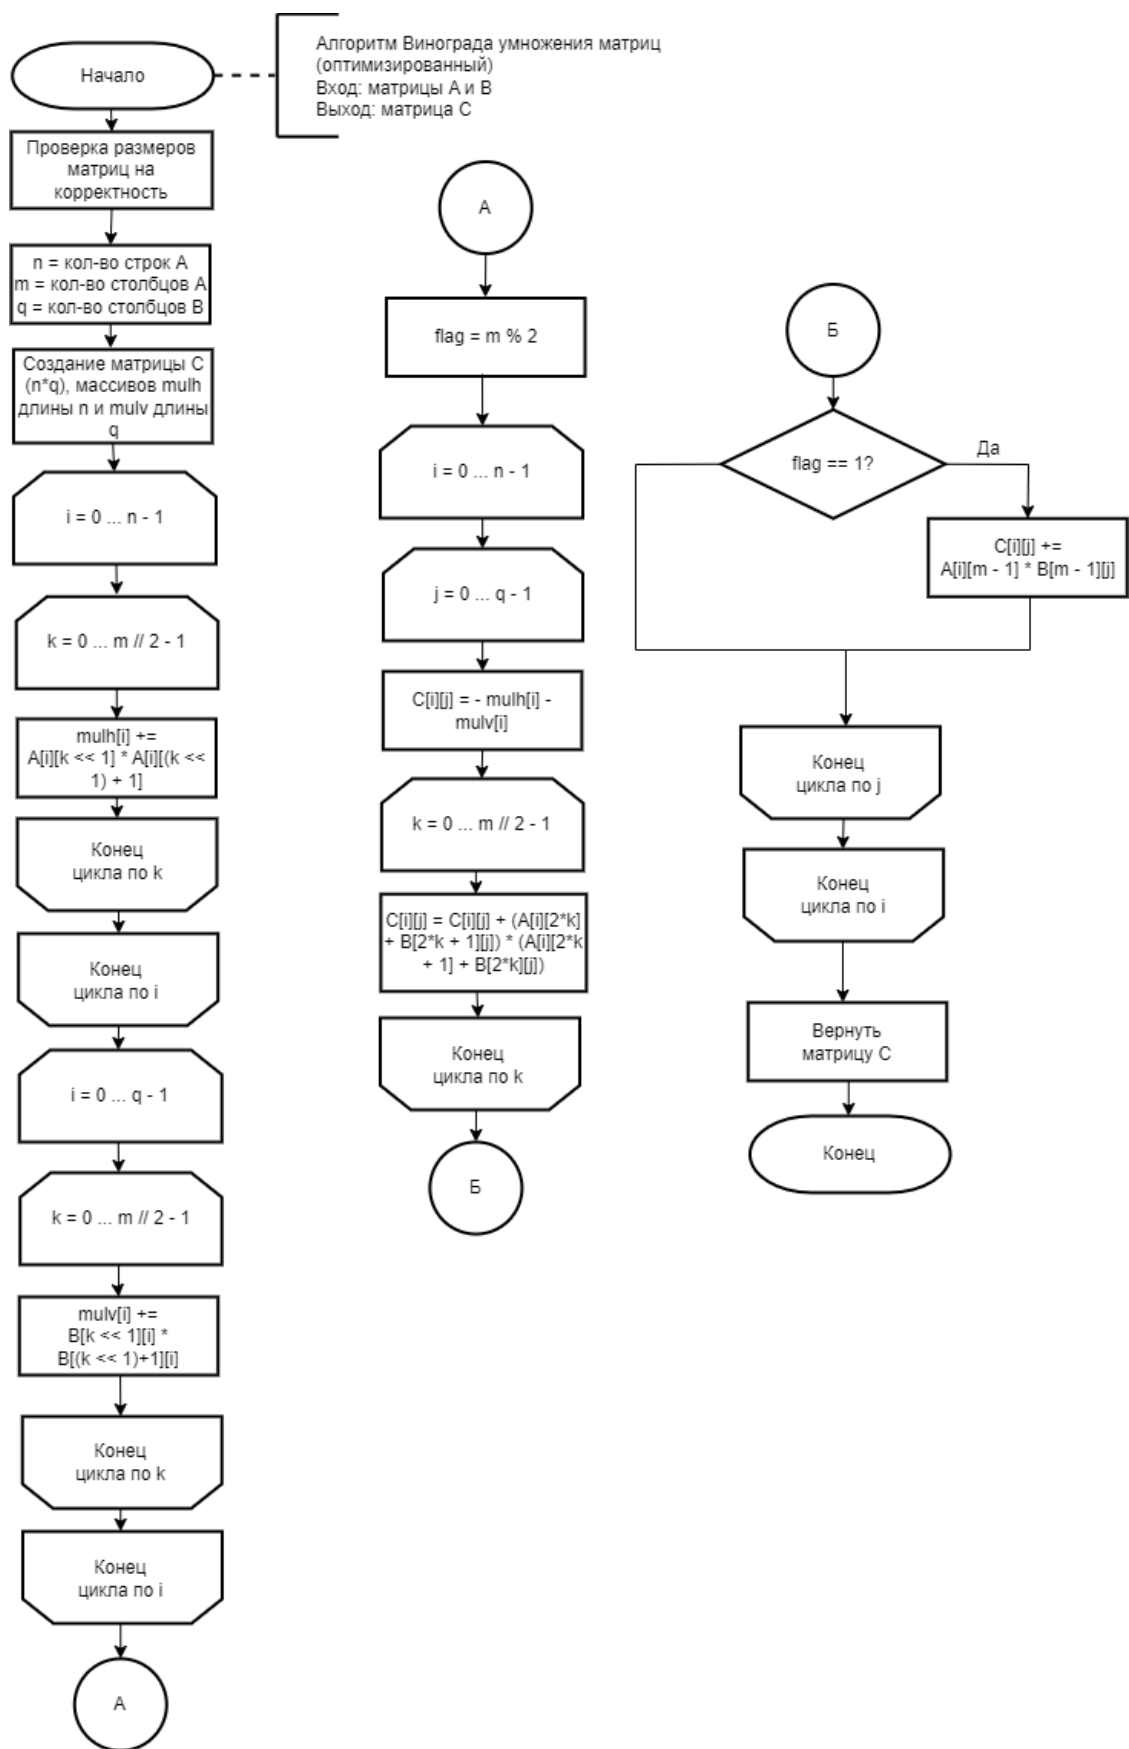 Начало
Алгоритм Винограда умножения матриц
(оптимизированный)
Вход: матрицы А и В
Выход: матрица С
Проверка размеров
матриц на
корректность
n = кол-во строк А
m = кол-во столбцов А
q = кол-во столбцов В
Создание матрицы С
(n*q), массивов mulh
длины n и mulv длины
q
i = 0 ... n - 1
k = 0 ... m // 2 - 1
mulh[i] +=
A[i][k << 1] * A[i][(k <<
1) + 1]
Конец
цикла по k
Конец
цикла по i
i = 0 ... q - 1
k = 0 ... m // 2 - 1
mulv[i] +=
B[k << 1][i] *
B[(k << 1)+1][i]
Конец
цикла по k
Конец
цикла по i
А
А
flag = m % 2
i = 0 ... n - 1
j = 0 ... q - 1
C[i][j] = - mulh[i] -
mulv[i]
k = 0 ... m // 2 - 1
C[i][j] = C[i][j] + (A[i][2*k]
+ B[2*k + 1][j]) * (A[i][2*k
+ 1] + B[2*k][j])
Конец
цикла по k
Б
Б
flag == 1?
Да
C[i][j] +=
A[i][m - 1] * B[m - 1][j]
Конец
цикла по j
Конец
цикла по i
Вернуть
матрицу С
Конец